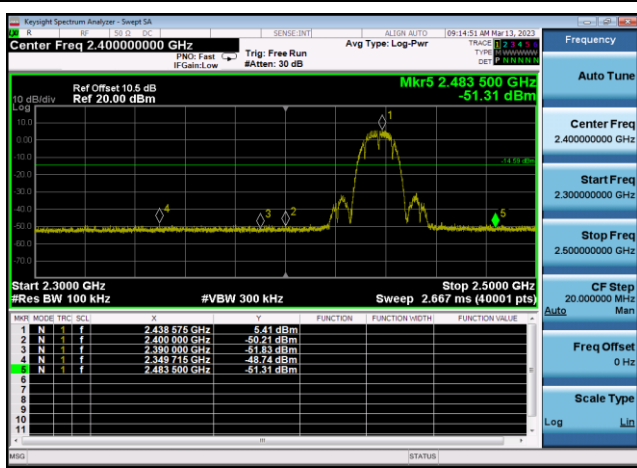 Keysight Spectrum Analyzer - Swept SA
R RF 50 Ω DC SENSE:INT ALIGN AUTO 09:14:51 AM Mar 13, 2023
Center Freq 2.400000000 GHz
PNO: Fast
IFGain:Low
Trig: Free Run
#Atten: 30 dB
Avg Type: Log-Pwr
TRACE 1 2 3 4 5 6
TYPE M WWWWW
DET P N N N N N
Ref Offset 10.5 dB
10 dB/div Ref 20.00 dBm
Log
Mkr5 2.483 500 GHz
-51.31 dBm
10.0
0.00
-10.0
-20.0
-30.0
-40.0
-50.0
-60.0
-70.0
1
-14.59 dBm
4
3
2
5
Start 2.3000 GHz Stop 2.5000 GHz
#Res BW 100 kHz #VBW 300 kHz Sweep 2.667 ms (40001 pts)
MKR MODE TRC SCL X Y FUNCTION FUNCTION WIDTH FUNCTION VALUE
1 N 1 f 2.438 575 GHz 5.41 dBm
2 N 1 f 2.400 000 GHz -50.21 dBm
3 N 1 f 2.390 000 GHz -51.83 dBm
4 N 1 f 2.349 715 GHz -48.74 dBm
5 N 1 f 2.483 500 GHz -51.31 dBm
6
7
8
9
10
11
MSG STATUS
Frequency
Auto Tune
Center Freq
2.400000000 GHz
Start Freq
2.300000000 GHz
Stop Freq
2.500000000 GHz
CF Step
20.000000 MHz
Auto Man
Freq Offset
0 Hz
Scale Type
Log Lin